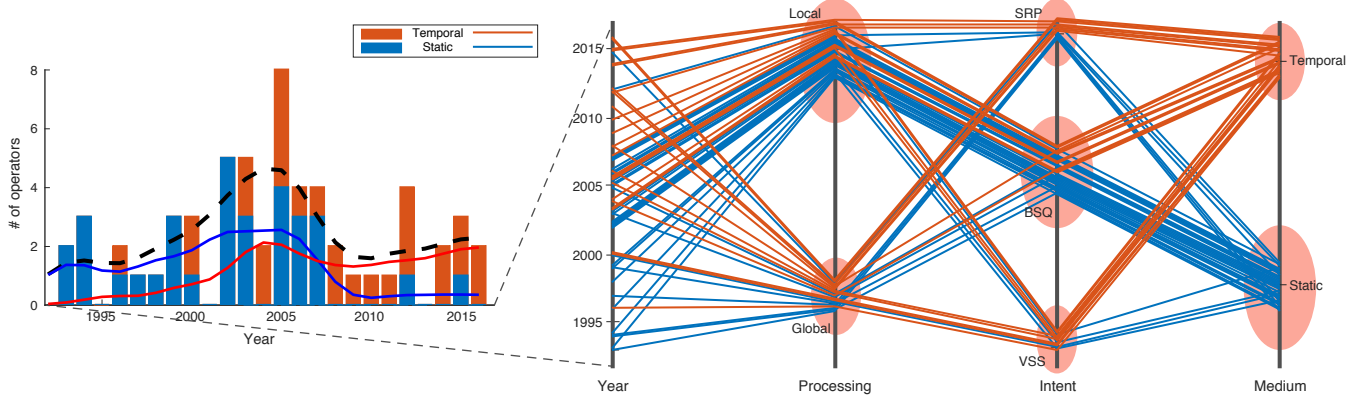 Temporal
Static
8
6
4
2
0
# of operators
1995
2000
2005
2010
2015
Year
2015
2010
2005
2000
1995
Local
Global
SRP
BSQ
VSS
Temporal
Static
Year
Processing
Intent
Medium